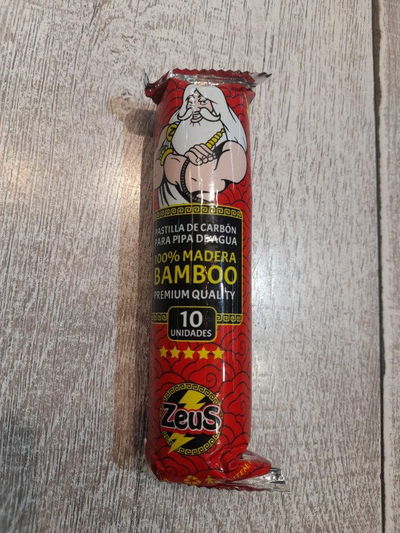 PASTILLA DE CARBÓN
PARA PIPA DE AGUA
100% MADERA
BAMBOO
PREMIUM QUALITY
10
UNIDADES
ZeuS